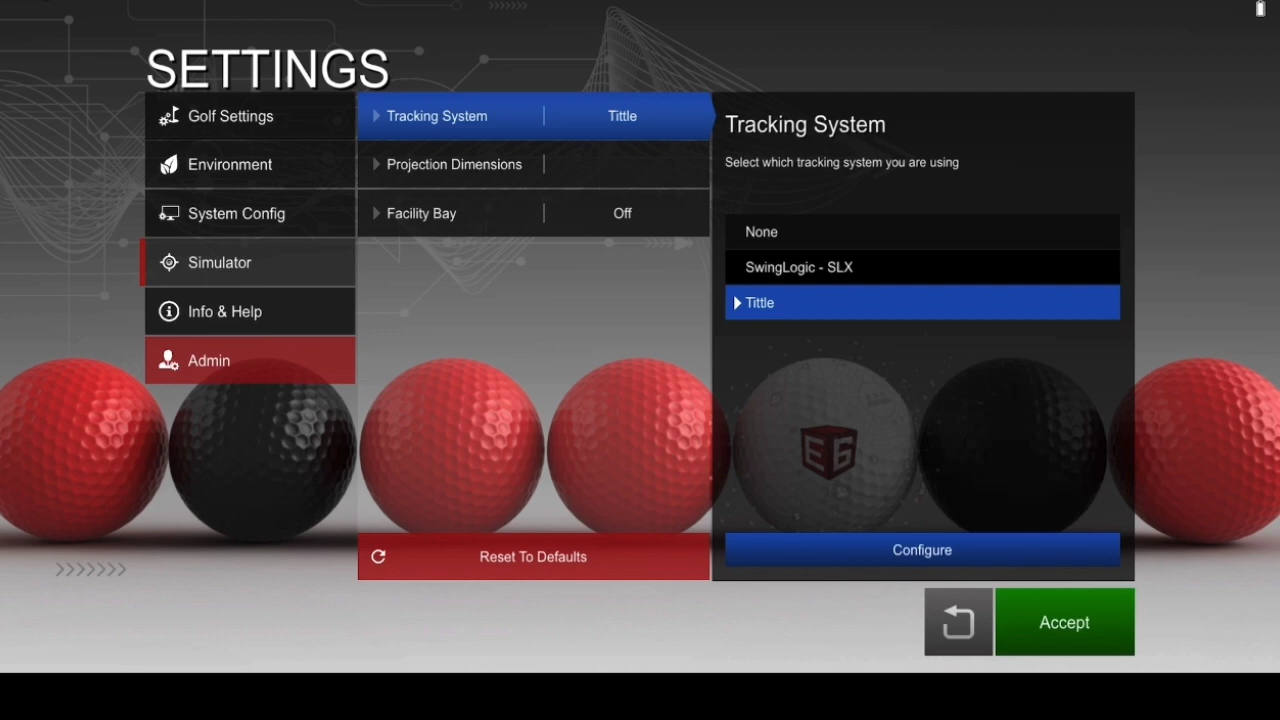 SETTINGS
Golf Settings
Environment
System Config
Simulator
Info & Help
Admin
Tracking System Tittle
Projection Dimensions
Facility Bay Off
Reset To Defaults
Tracking System
Select which tracking system you are using
None
SwingLogic - SLX
Tittle
E6
Configure
Accept